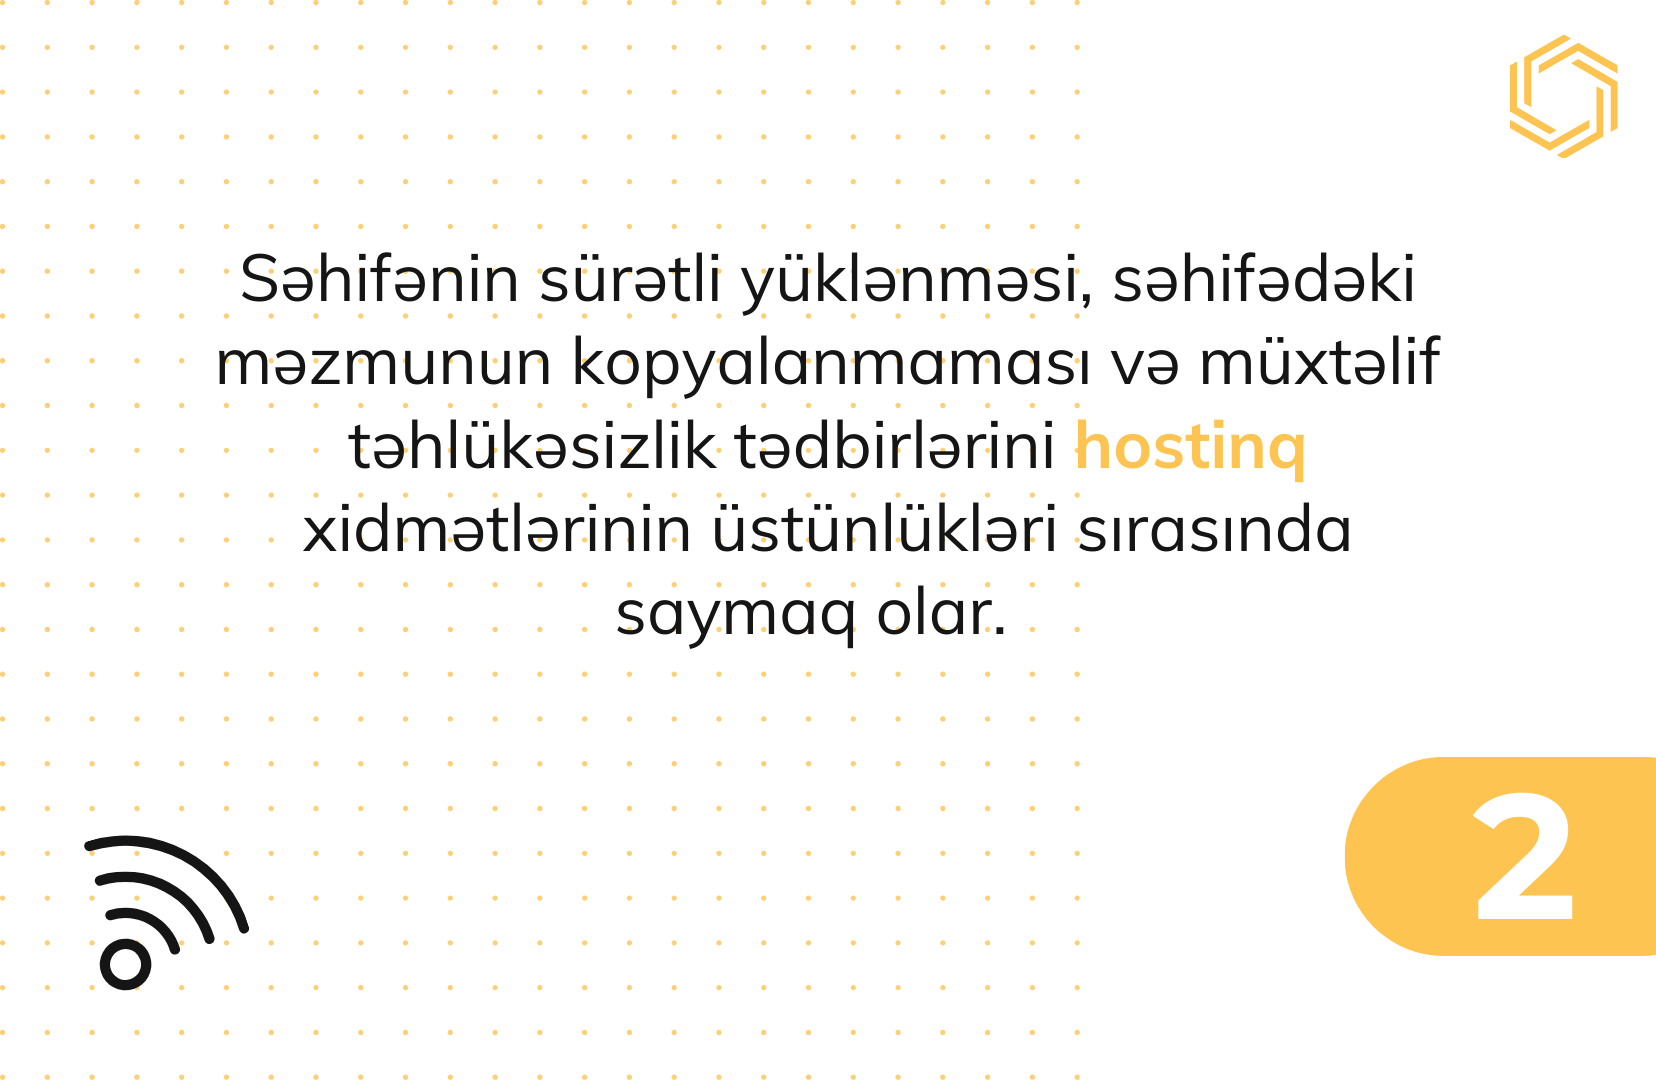 Səhifənin sürətli yüklənməsi, səhifədəki
məzmunun kopyalanmaması və müxtəlif
təhlükəsizlik tədbirlərini hostinq
xidmətlərinin üstünlükləri sırasında
saymaq olar.
2